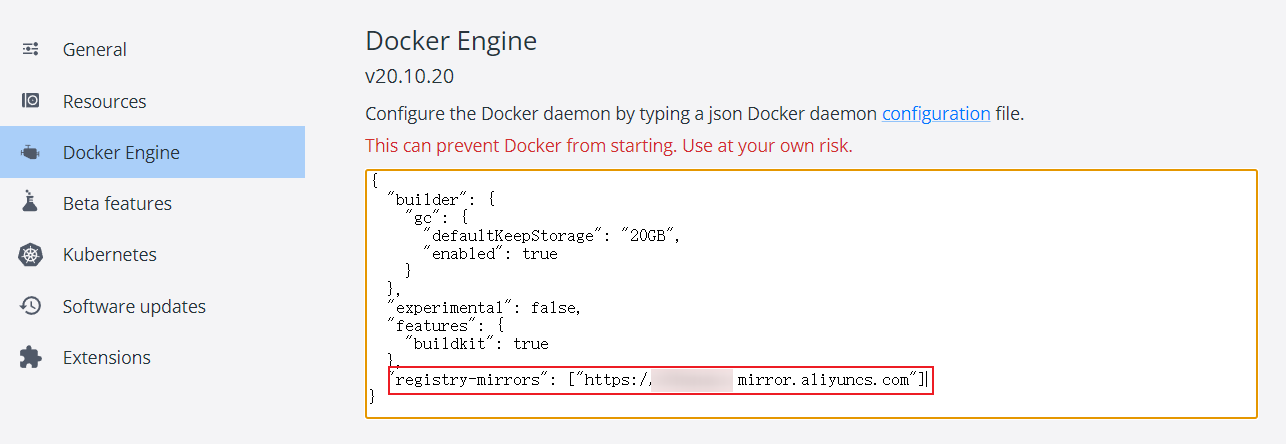 General
Resources
Docker Engine
Beta features
Kubernetes
Software updates
Extensions
Docker Engine
v20.10.20
Configure the Docker daemon by typing a json Docker daemon configuration file.
This can prevent Docker from starting. Use at your own risk.
{
"builder": {
"gc": {
"defaultKeepStorage": "20GB",
"enabled": true
}
},
"experimental": false,
"features": {
"buildkit": true
},
"registry-mirrors": ["https:// mirror.aliyuncs.com"]
}